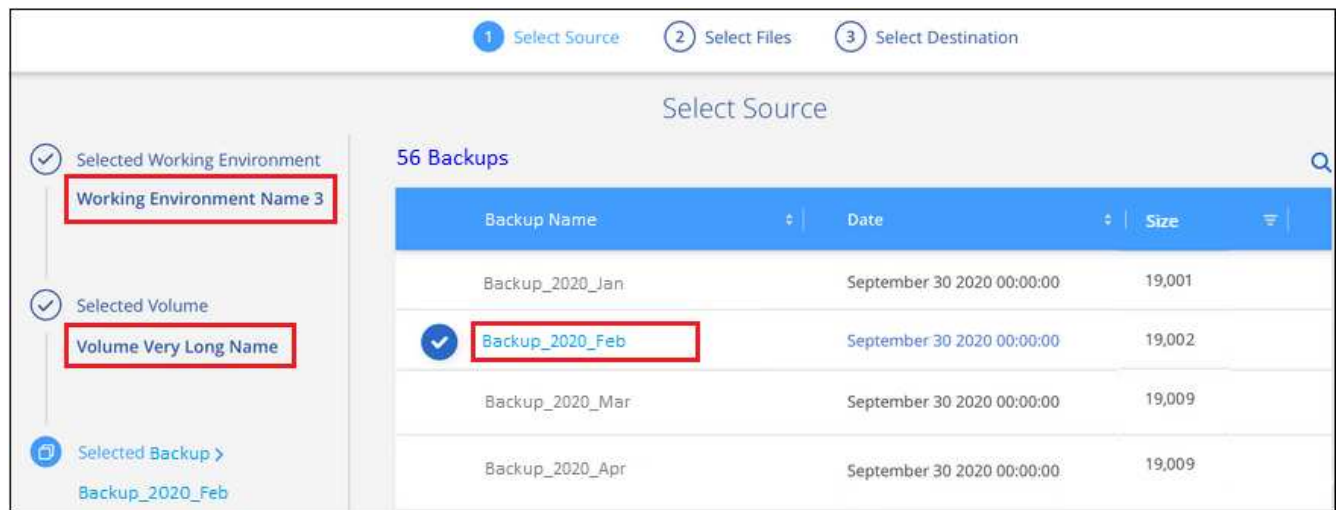 1 Select Source 2 Select Files 3 Select Destination
Select Source
Selected Working Environment
Working Environment Name 3
Selected Volume
Volume Very Long Name
Selected Backup >
Backup_2020_Feb
56 Backups
Backup Name Date Size
Backup_2020_Jan September 30 2020 00:00:00 19,001
Backup_2020_Feb September 30 2020 00:00:00 19,002
Backup_2020_Mar September 30 2020 00:00:00 19,009
Backup_2020_Apr September 30 2020 00:00:00 19,009